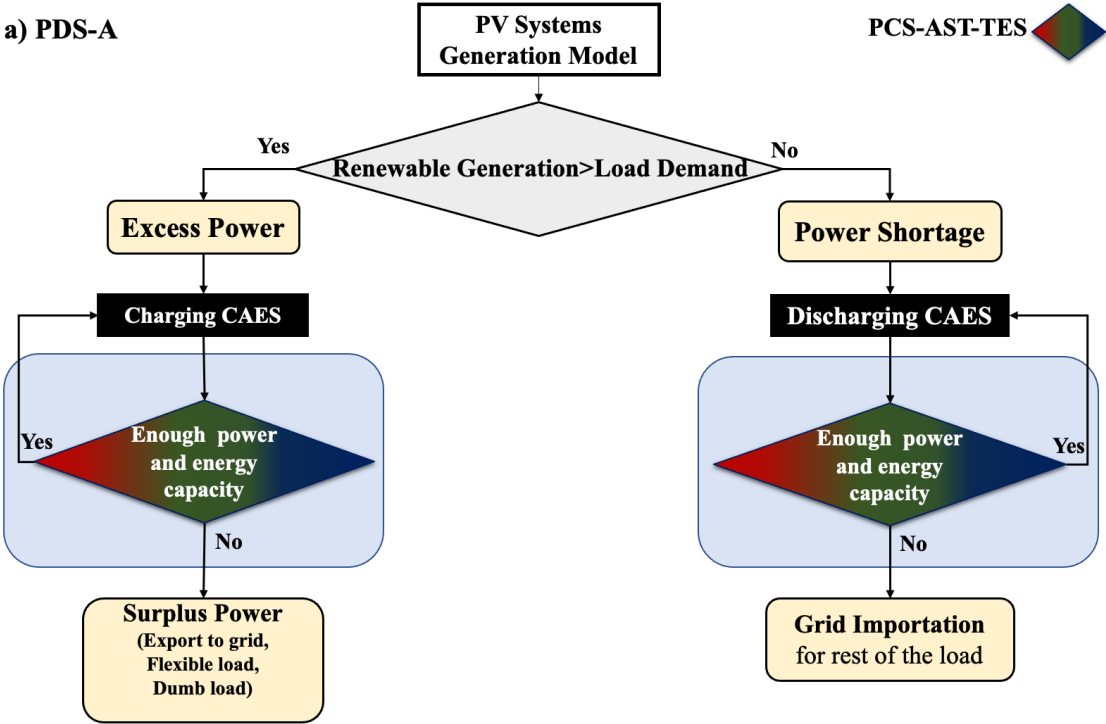 a) PDS-A
PV Systems
Generation Model
PCS-AST-TES
Yes
Renewable Generation>Load Demand
No
Excess Power
Power Shortage
Charging CAES
Discharging CAES
Yes
Enough power
and energy
capacity
Enough power
and energy
capacity
Yes
No
No
Surplus Power
(Export to grid,
Flexible load,
Dumb load)
Grid Importation
for rest of the load